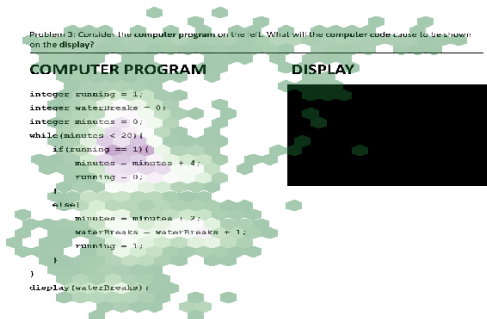 Problem 3: Consider the computer program on the left. What will the computer code cause to be shown
on the display?
COMPUTER PROGRAM
DISPLAY
integer running = 1;
integer waterBreaks = 0;
integer minutes = 0;
while(minutes < 20){
if(running == 1){
minutes = minutes + 4;
running = 0;
}
else{
minutes = minutes + 2;
waterBreaks = waterBreaks + 1;
running = 1;
}
}
display(waterBreaks);